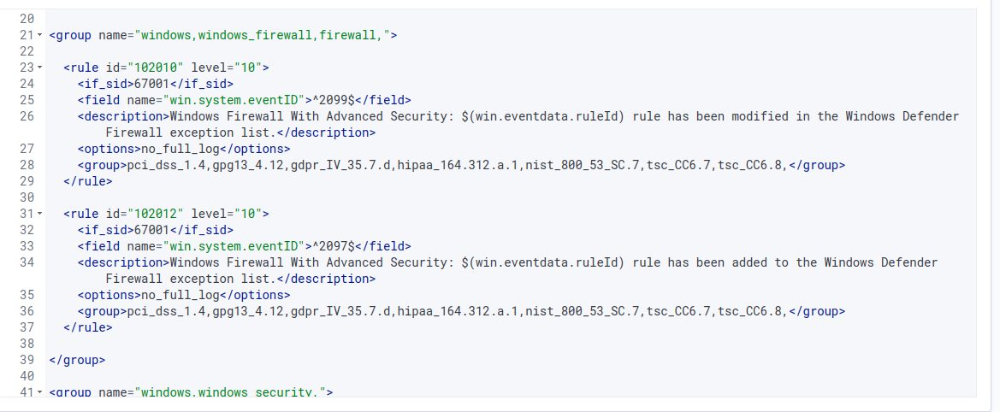 20
21 <group name="windows,windows_firewall,firewall,">
22
23 <rule id="102010" level="10">
24 <if_sid>67001</if_sid>
25 <field name="win.system.eventID">^2099$</field>
26 <description>Windows Firewall With Advanced Security: $(win.eventdata.ruleId) rule has been modified in the Windows Defender
Firewall exception list.</description>
27 <options>no_full_log</options>
28 <group>pci_dss_1.4,gpg13_4.12,gdpr_IV_35.7.d,hipaa_164.312.a.1,nist_800_53_SC.7,tsc_CC6.7,tsc_CC6.8,</group>
29 </rule>
30
31 <rule id="102012" level="10">
32 <if_sid>67001</if_sid>
33 <field name="win.system.eventID">^2097$</field>
34 <description>Windows Firewall With Advanced Security: $(win.eventdata.ruleId) rule has been added to the Windows Defender
Firewall exception list.</description>
35 <options>no_full_log</options>
36 <group>pci_dss_1.4,gpg13_4.12,gdpr_IV_35.7.d,hipaa_164.312.a.1,nist_800_53_SC.7,tsc_CC6.7,tsc_CC6.8,</group>
37 </rule>
38
39 </group>
40
41 <group name="windows,windows_security,">